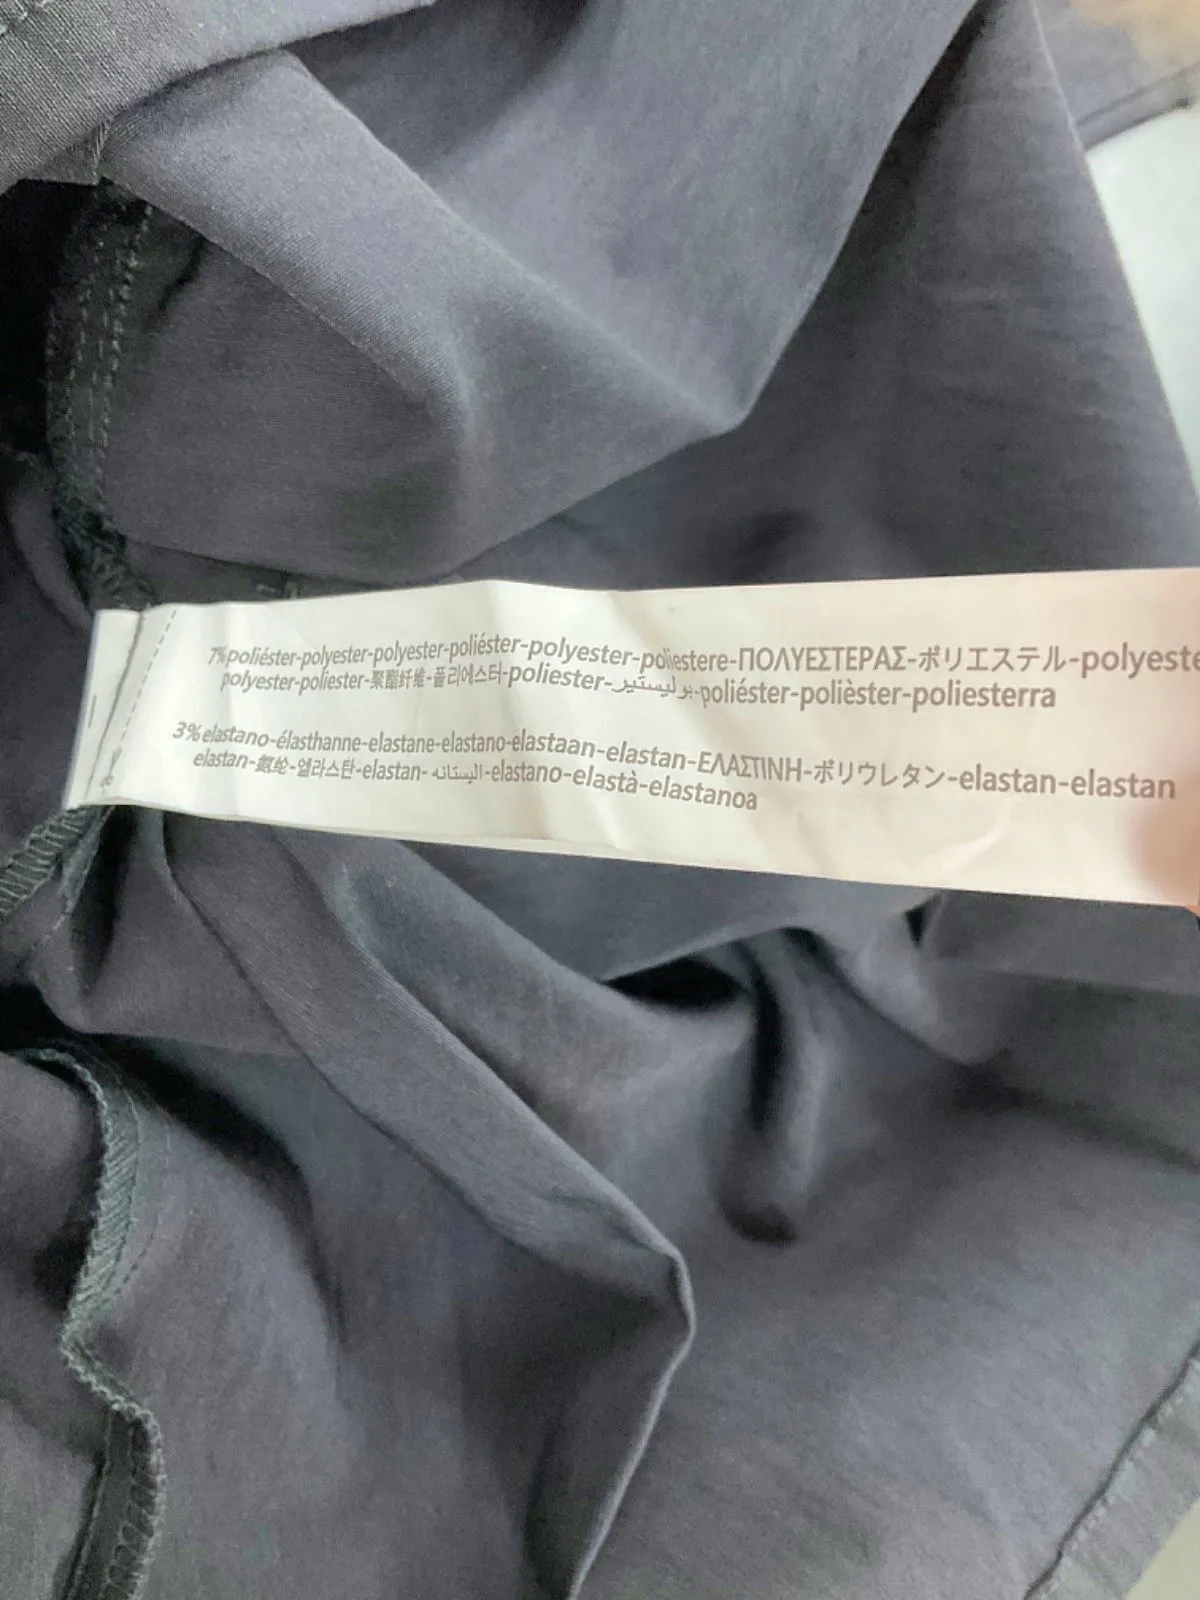 7%poliéster-polyester-polyester-poliéster-polyester-poliestere-ΠΟΛΥΕΣΤΕΡΑΣ-ポリエステル-polyeste
polyester-poliester-聚酯纤维-폴리에스터-poliester-بوليستير-poliéster-polièster-poliesterra
3%elastano-élasthanne-elastane-elastano-elastaan-elastan-ΕΛΑΣΤΙΝΗ-ポリウレタン-elastan-elastan
elastan-氨纶-엘라스탄-elastan-اليستانه-elastano-elastà-elastanoa